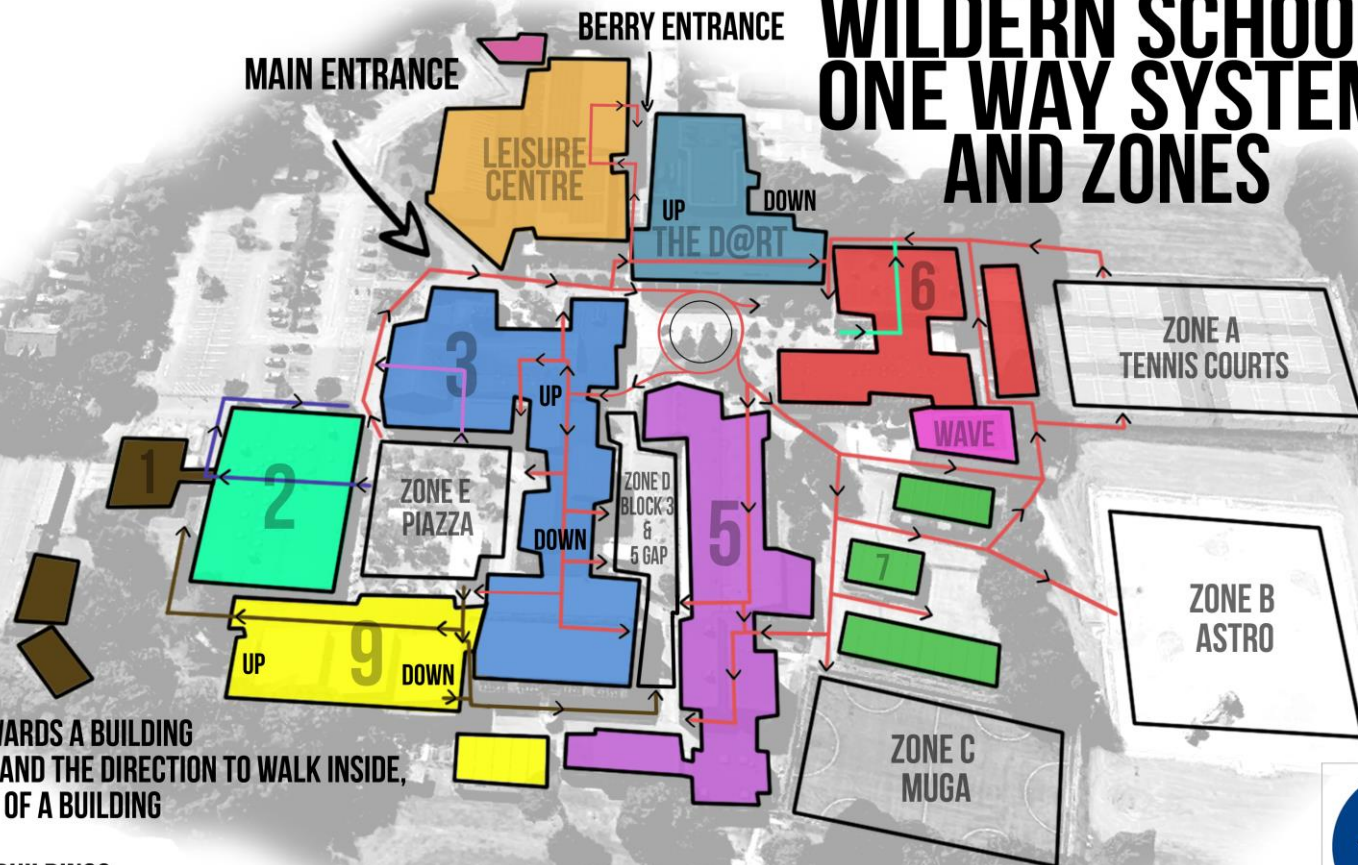 WILDERN SCHOO
ONE WAY SYSTEM
AND ZONES
BERRY ENTRANCE
MAIN ENTRANCE
LEISURE
CENTRE
UP
DOWN
THE D@RT
6
ZONE A
TENNIS COURTS
3
UP
WAVE
1
2
ZONE E
PIAZZA
ZONE D
BLOCK 3
&
5 GAP
5
DOWN
7
ZONE B
ASTRO
9
UP
DOWN
ZONE C
MUGA
WARDS A BUILDING
AND THE DIRECTION TO WALK INSIDE,
OF A BUILDING